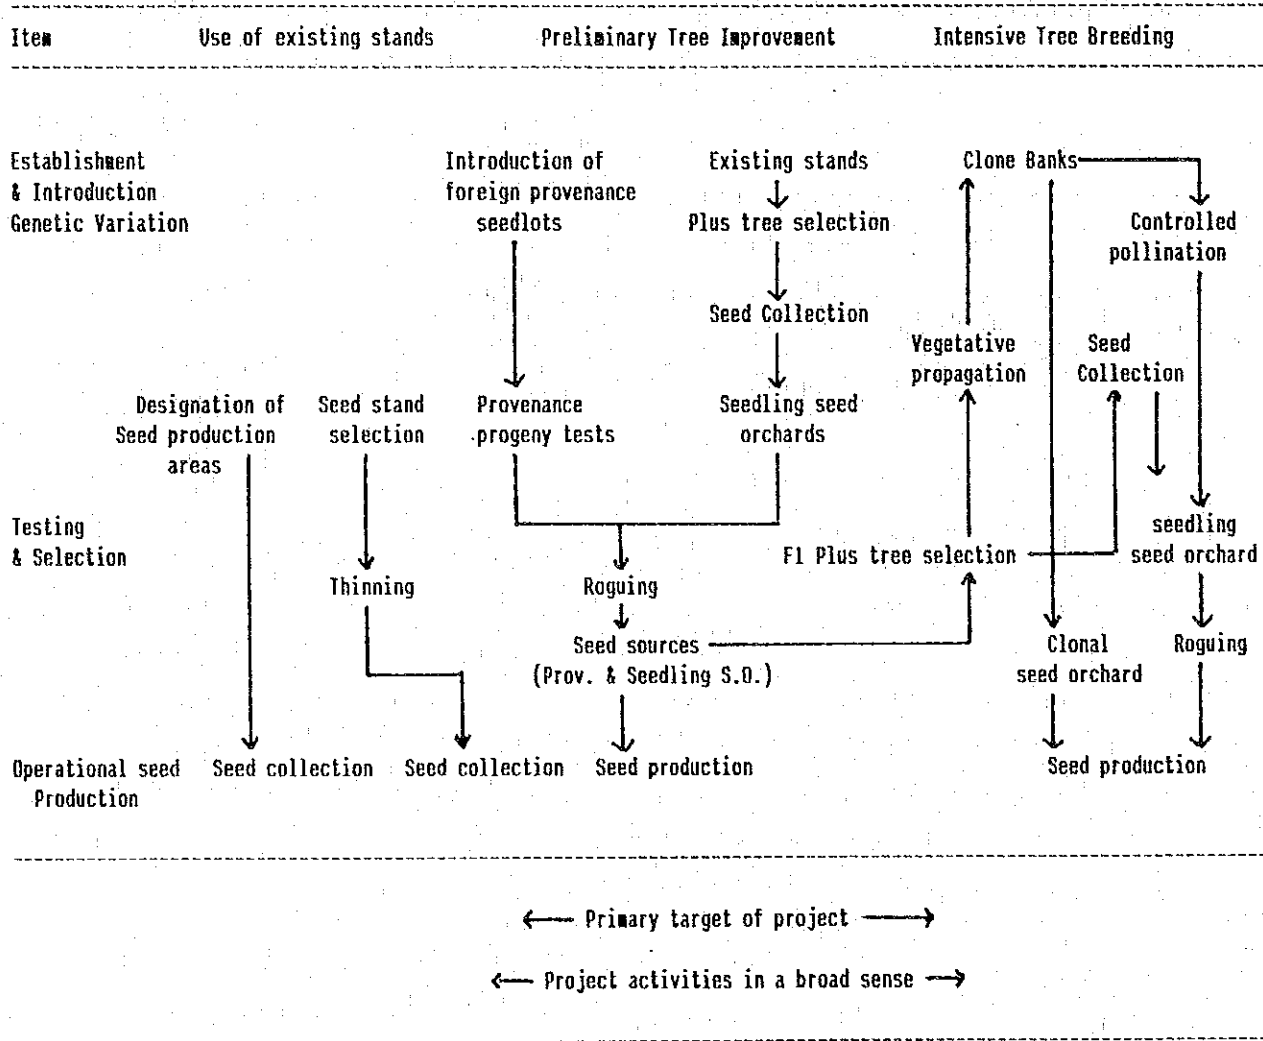 Item Use of existing stands Preliminary Tree Improvement Intensive Tree Breeding
Establishment Introduction of Existing stands Clone Banks
& Introduction foreign provenance
Genetic Variation seedlots Plus tree selection Controlled
pollination
Seed Collection
Vegetative Seed
propagation Collection
Designation of Seed stand Provenance Seedling seed
Seed production selection progeny tests orchards
areas
Testing seedling
& Selection F1 Plus tree selection seed orchard
Thinning Roguing
Seed sources Clonal Roguing
(Prov. & Seedling S.O.) seed orchard
Operational seed Seed collection Seed collection Seed production Seed production
Production
Primary target of project
Project activities in a broad sense